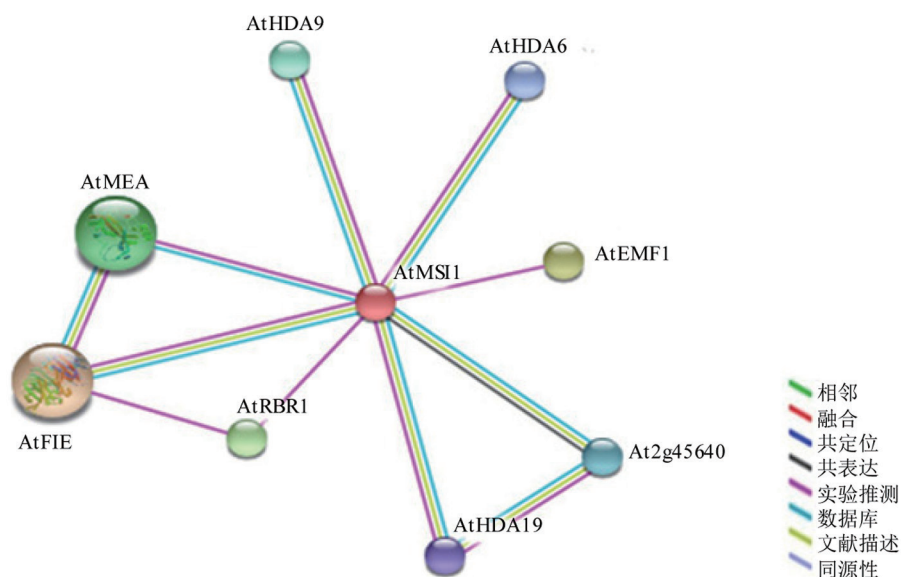 AtHDA9
AtHDA6
AtMEA
AtEMF1
AtMSI1
AtRBR1
AtFIE
At2g45640
AtHDA19
相邻
融合
共定位
共表达
实验推测
数据库
文献描述
同源性